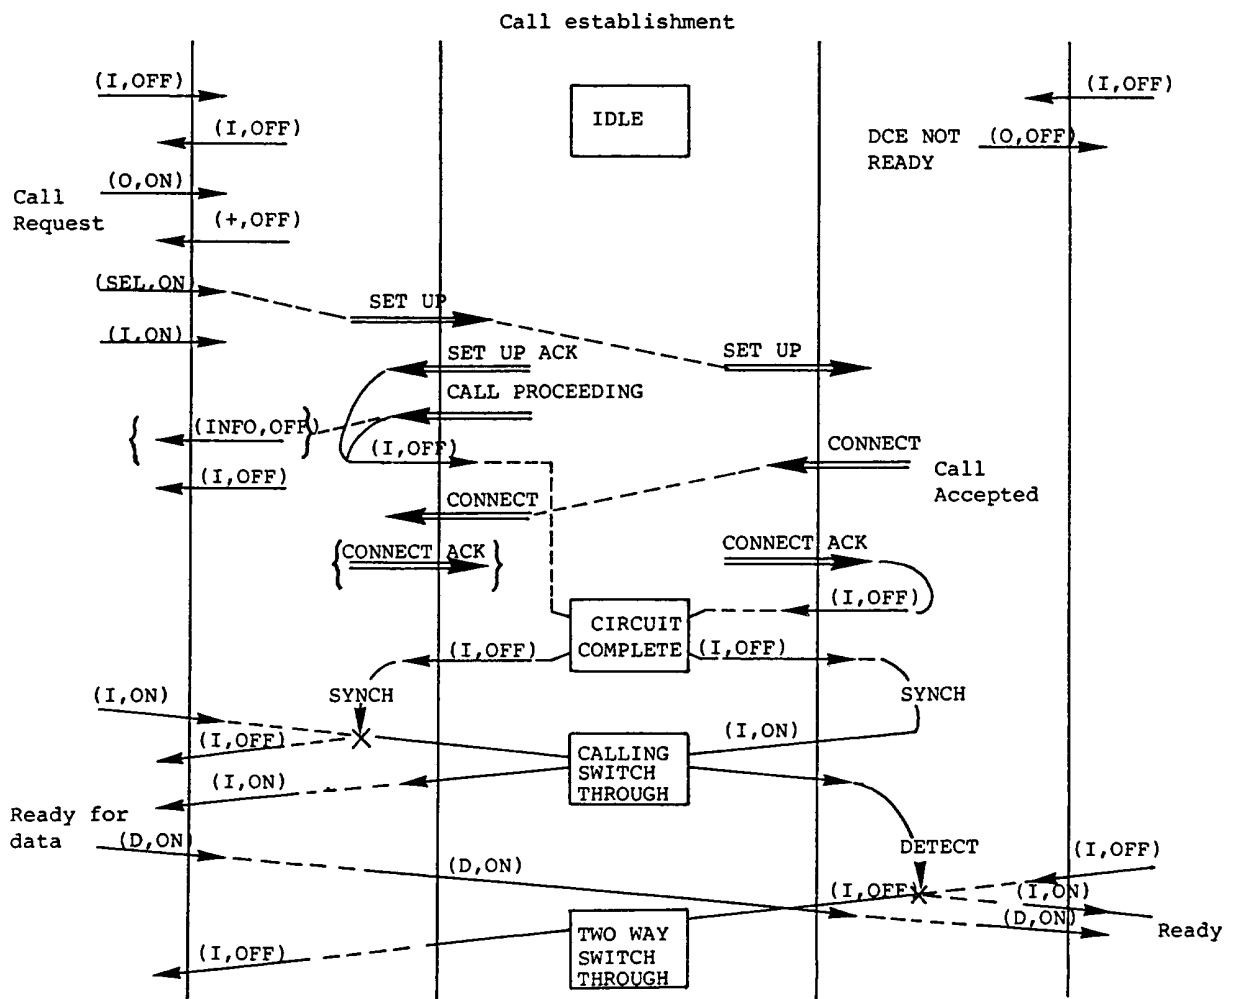 Call establishment
(I,OFF)
(I,OFF)
(I,OFF)
IDLE
DCE NOT
READY
(O,OFF)
(O,ON)
Call
Request
(+,OFF)
(SEL,ON)
SET UP
(I,ON)
SET UP ACK
SET UP
CALL PROCEEDING
{ (INFO,OFF) }
(I,OFF)
CONNECT
Call
Accepted
(I,OFF)
CONNECT
{CONNECT ACK}
CONNECT ACK
(I,OFF)
CIRCUIT
COMPLETE
(I,OFF)
(I,OFF)
SYNCH
SYNCH
(I,ON)
(I,OFF)
(I,ON)
CALLING
SWITCH
THROUGH
(I,ON)
Ready for
data
(D,ON)
(D,ON)
DETECT
(I,OFF)
(I,OFF)
(I,ON)
(D,ON)
Ready
TWO WAY
SWITCH
THROUGH
(I,OFF)